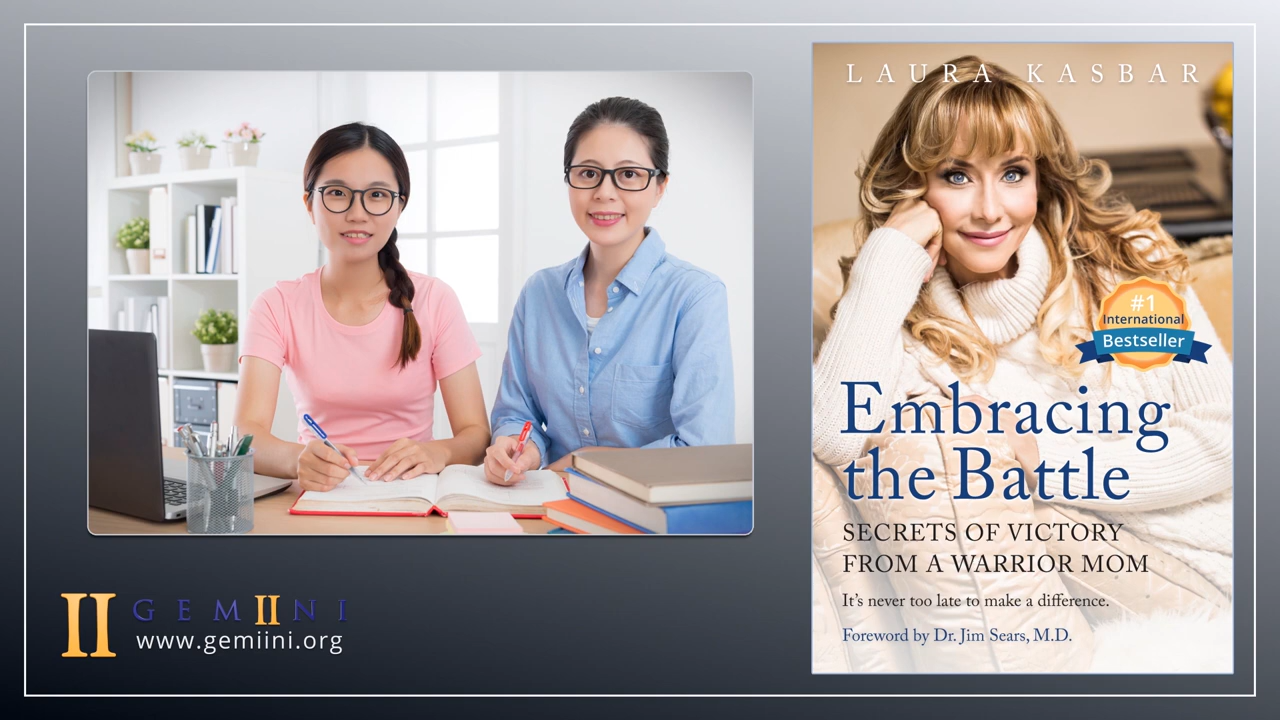 LAURA KASBAR
#1
International
Bestseller
Embracing
the Battle
SECRETS OF VICTORY
FROM A WARRIOR MOM
It's never too late to make a difference.
Foreword by Dr. Jim Sears, M.D.
II GEMIINI
www.gemiini.org